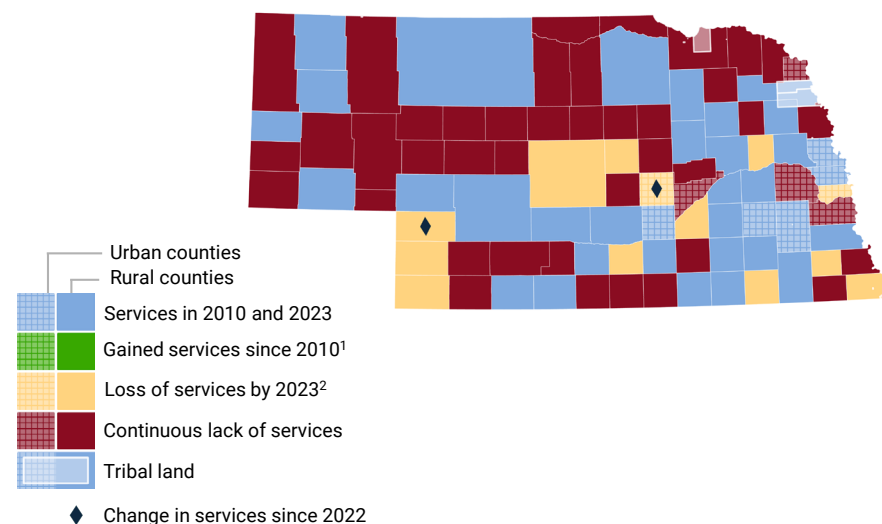 Urban counties
Rural counties
Services in 2010 and 2023
Gained services since 2010¹
Loss of services by 2023²
Continuous lack of services
Tribal land
Change in services since 2022